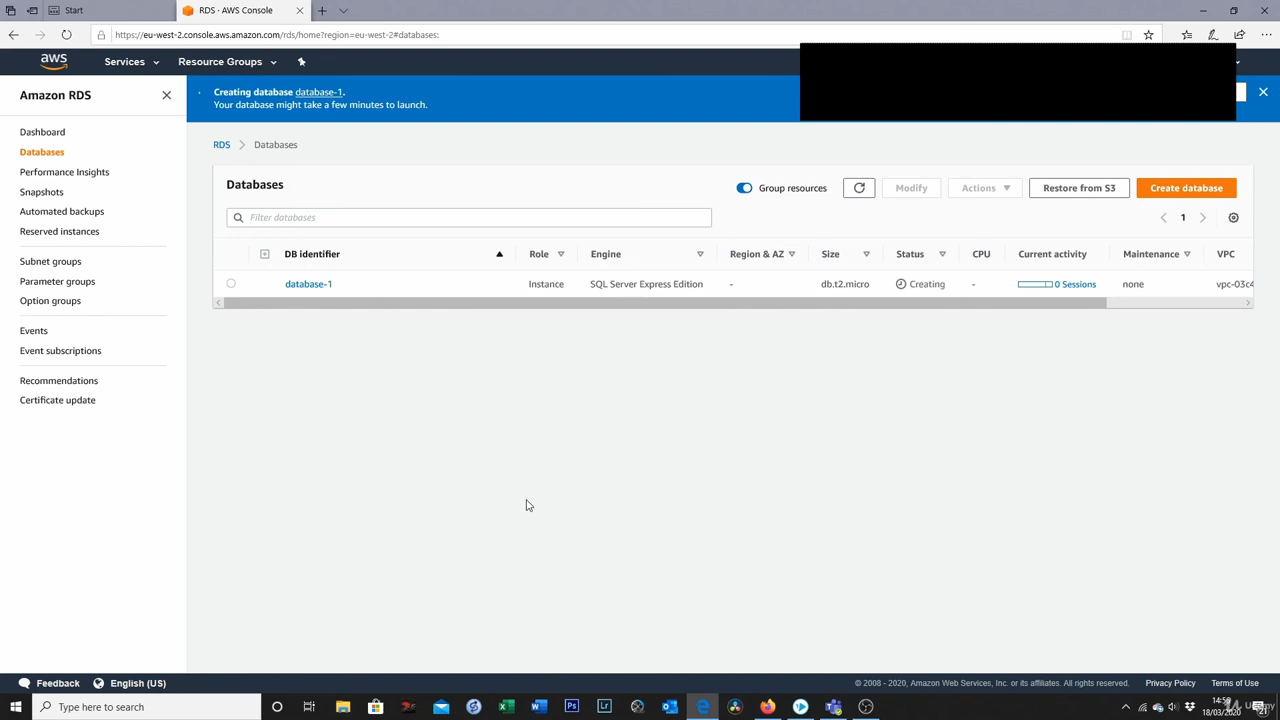 Start
RDS · AWS Console
https://eu-west-2.console.aws.amazon.com/rds/home?region=eu-west-2#databases:
aws
Services
Resource Groups
Amazon RDS
Dashboard
Databases
Performance Insights
Snapshots
Automated backups
Reserved instances
Subnet groups
Parameter groups
Option groups
Events
Event subscriptions
Recommendations
Certificate update
Creating database database-1.
Your database might take a few minutes to launch.
RDS Databases
Databases
Group resources
Modify
Actions
Restore from S3
Create database
Filter databases
1
DB identifier Role Engine Region & AZ Size Status CPU Current activity Maintenance VPC
database-1 Instance SQL Server Express Edition - db.t2.micro Creating - 0 Sessions none vpc-03c4
Feedback English (US)
© 2008 - 2020, Amazon Web Services, Inc. or its affiliates. All rights reserved. Privacy Policy Terms of Use
Type here to search
18/03/2020